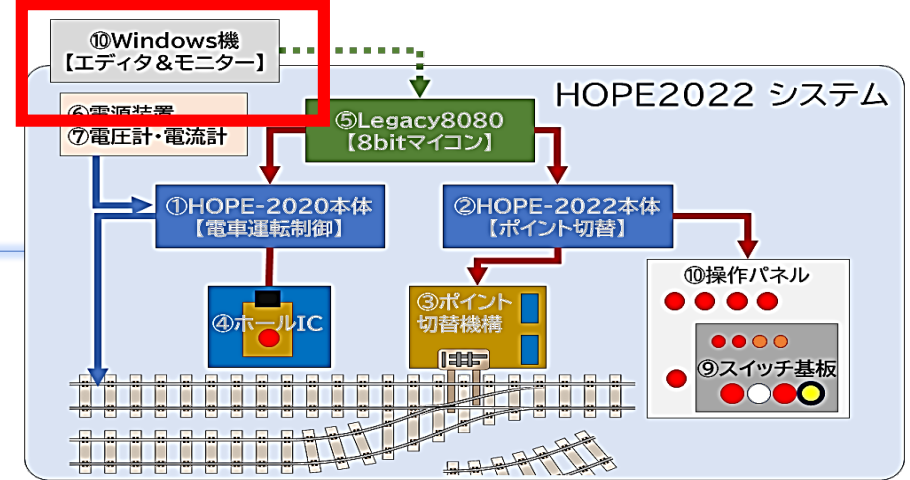 ⑩Windows機
【エディタ&モニター】
HOPE2022 システム
⑥電源装置
⑦電圧計・電流計
⑤Legacy8080
【8bitマイコン】
①HOPE-2020本体
【電車運転制御】
②HOPE-2022本体
【ポイント切替】
④ホールIC
③ポイント
切替機構
⑩操作パネル
⑨スイッチ基板